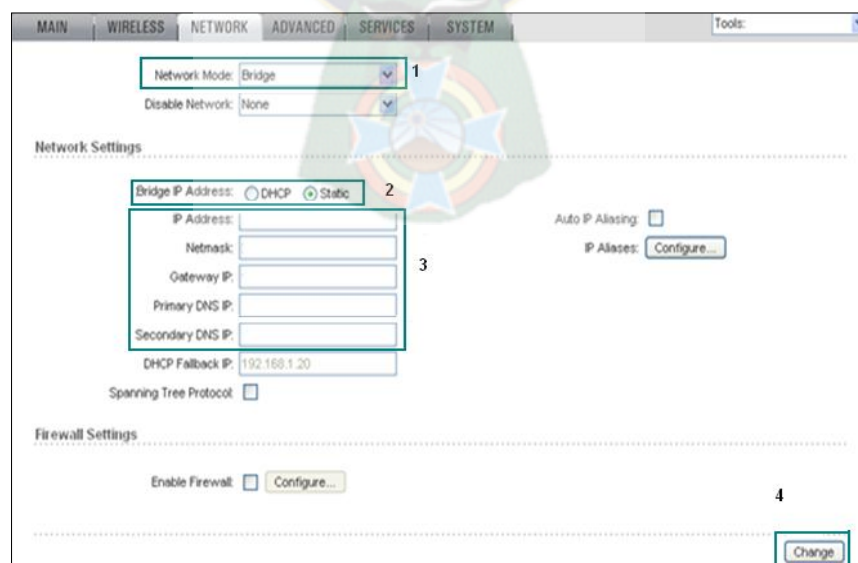 MAIN WIRELESS NETWORK ADVANCED SERVICES SYSTEM Tools:
Network Mode: Bridge 1
Disable Network: None
Network Settings
Bridge IP Address: DHCP Static 2
IP Address: Auto IP Aliasing:
Netmask: IP Aliases: Configure...
3
Gateway IP:
Primary DNS IP:
Secondary DNS IP:
DHCP Fallback IP: 192.168.1.20
Spanning Tree Protocol:
Firewall Settings
Enable Firewall: Configure...
4
Change